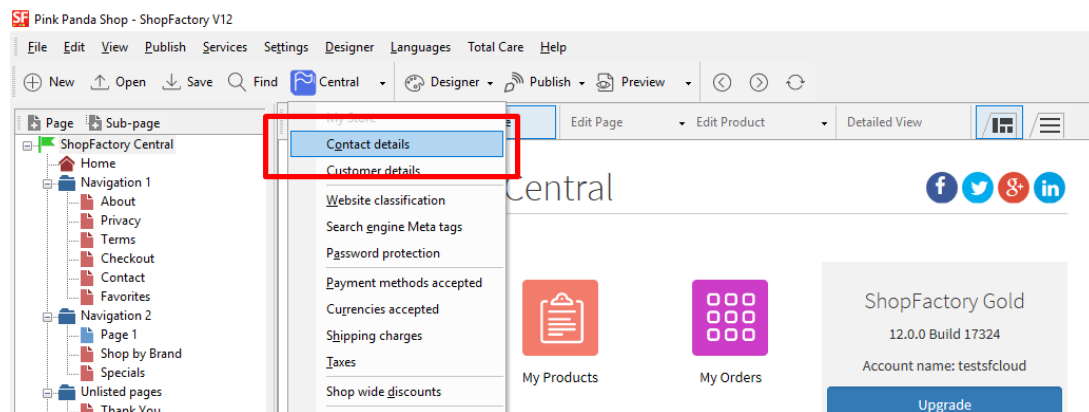 SF Pink Panda Shop - ShopFactory V12
File Edit View Publish Services Settings Designer Languages Total Care Help
New Open Save Find Central Designer Publish Preview
Page Sub-page
My Store
Edit Page Edit Product Detailed View
ShopFactory Central
Home
Navigation 1
About
Privacy
Terms
Checkout
Contact
Favorites
Navigation 2
Page 1
Shop by Brand
Specials
Unlisted pages
Thank You
Contact details
Customer details
Website classification
Search engine Meta tags
Password protection
Payment methods accepted
Currencies accepted
Shipping charges
Taxes
Shop wide discounts
Central
f g+ in
My Products
My Orders
ShopFactory Gold
12.0.0 Build 17324
Account name: testsfcloud
Upgrade